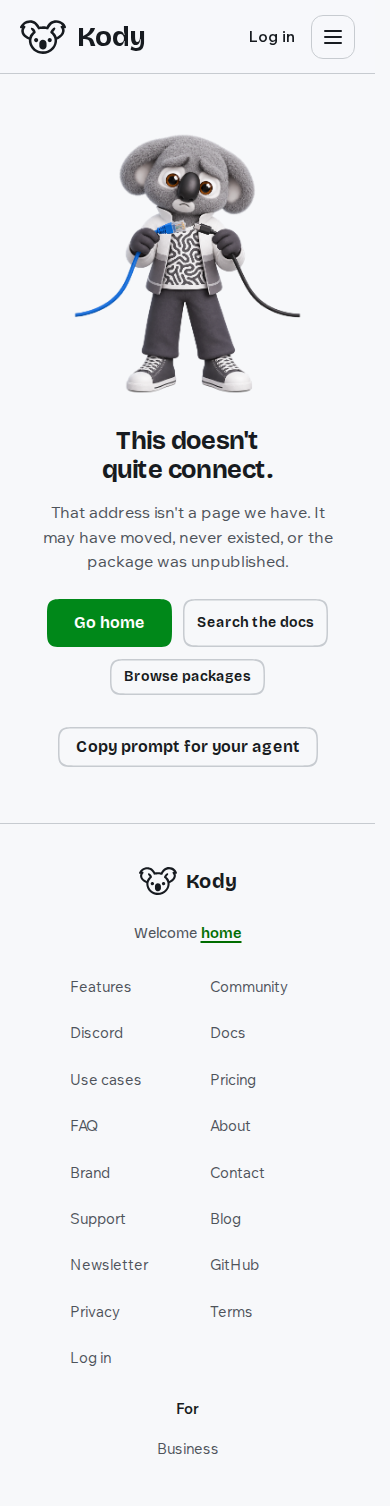 Kody
Log in
This doesn't
quite connect.
That address isn't a page we have. It
may have moved, never existed, or the
package was unpublished.
Go home
Search the docs
Browse packages
Copy prompt for your agent
Kody
Welcome home
Features
Community
Discord
Docs
Use cases
Pricing
FAQ
About
Brand
Contact
Support
Blog
Newsletter
GitHub
Privacy
Terms
Log in
For
Business